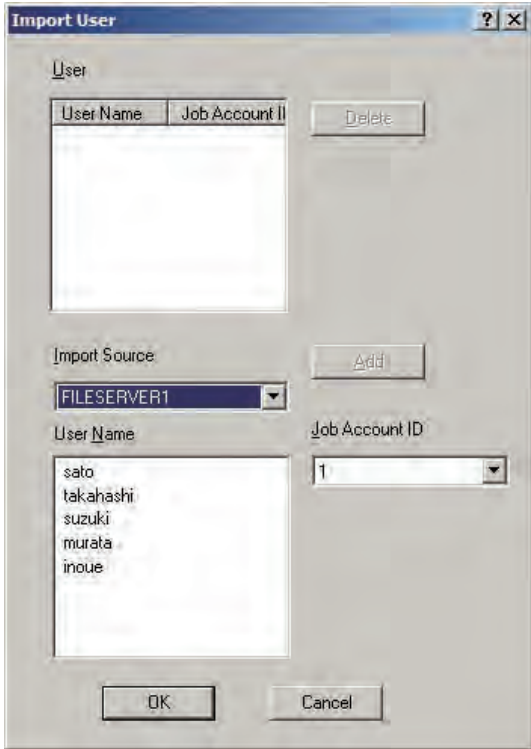 Import User
User
User Name Job Account II
Delete
Import Source
Add
FILESERVER1
User Name
Job Account ID
sato
1
takahashi
suzuki
murata
inoue
OK
Cancel